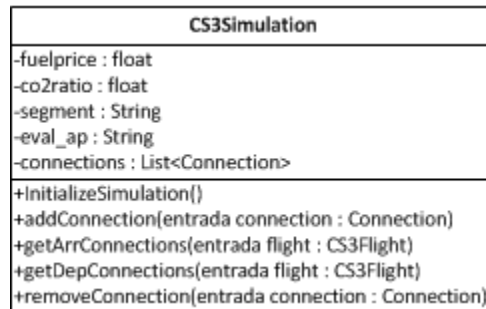 CS3Simulation
-fuelprice : float
-co2ratio : float
-segment : String
-eval_ap : String
-connections : List<Connection>
+InitializeSimulation()
+addConnection(entrada connection : Connection)
+getArrConnections(entrada flight : CS3Flight)
+getDepConnections(entrada flight : CS3Flight)
+removeConnection(entrada connection : Connection)